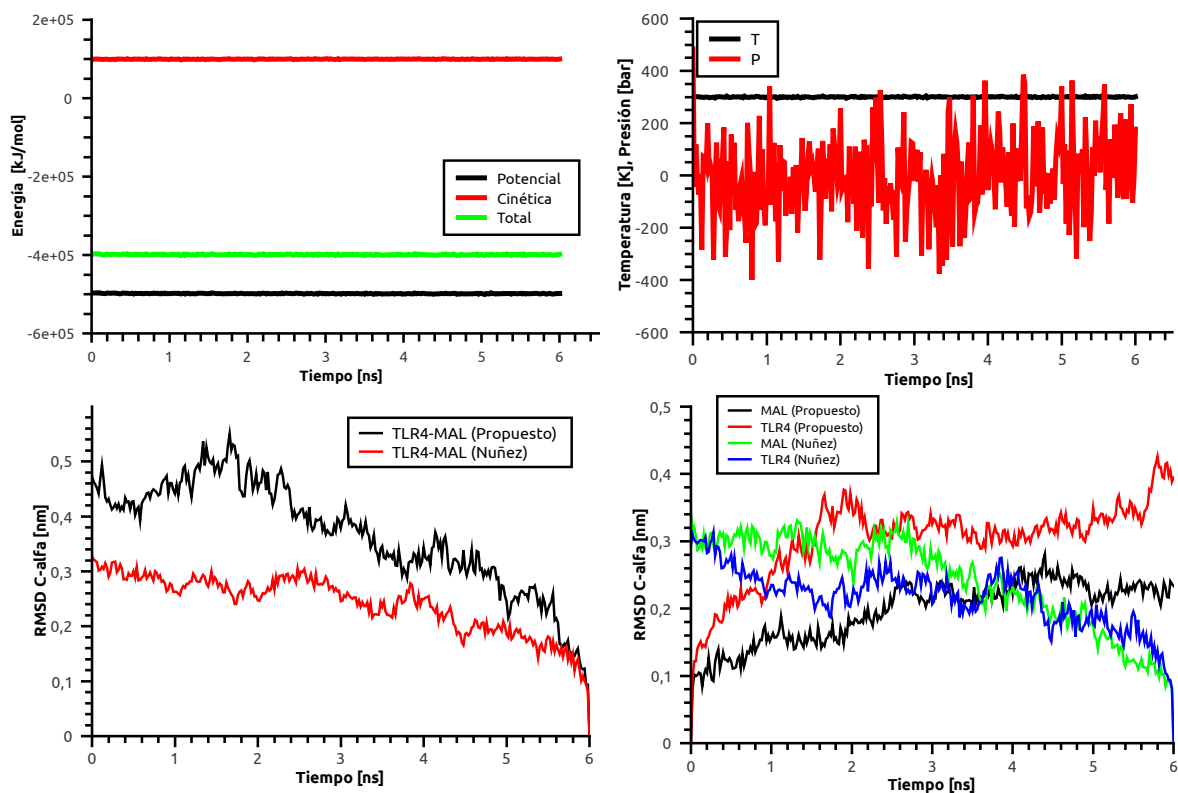 2e+05
0
-2e+05
-4e+05
-6e+05
Energía [kJ/mol]
Potencial
Cinética
Total
0 1 2 3 4 5 6
Tiempo [ns]
600
400
200
0
-200
-400
-600
Temperatura [K], Presión [bar]
T
P
0 1 2 3 4 5 6
Tiempo [ns]
0,5
0,4
0,3
0,2
0,1
0
RMSD C-alfa [nm]
TLR4-MAL (Propuesto)
TLR4-MAL (Nuñez)
0 1 2 3 4 5 6
Tiempo [ns]
0,5
0,4
0,3
0,2
0,1
0
RMSD C-alfa [nm]
MAL (Propuesto)
TLR4 (Propuesto)
MAL (Nuñez)
TLR4 (Nuñez)
0 1 2 3 4 5 6
Tiempo [ns]